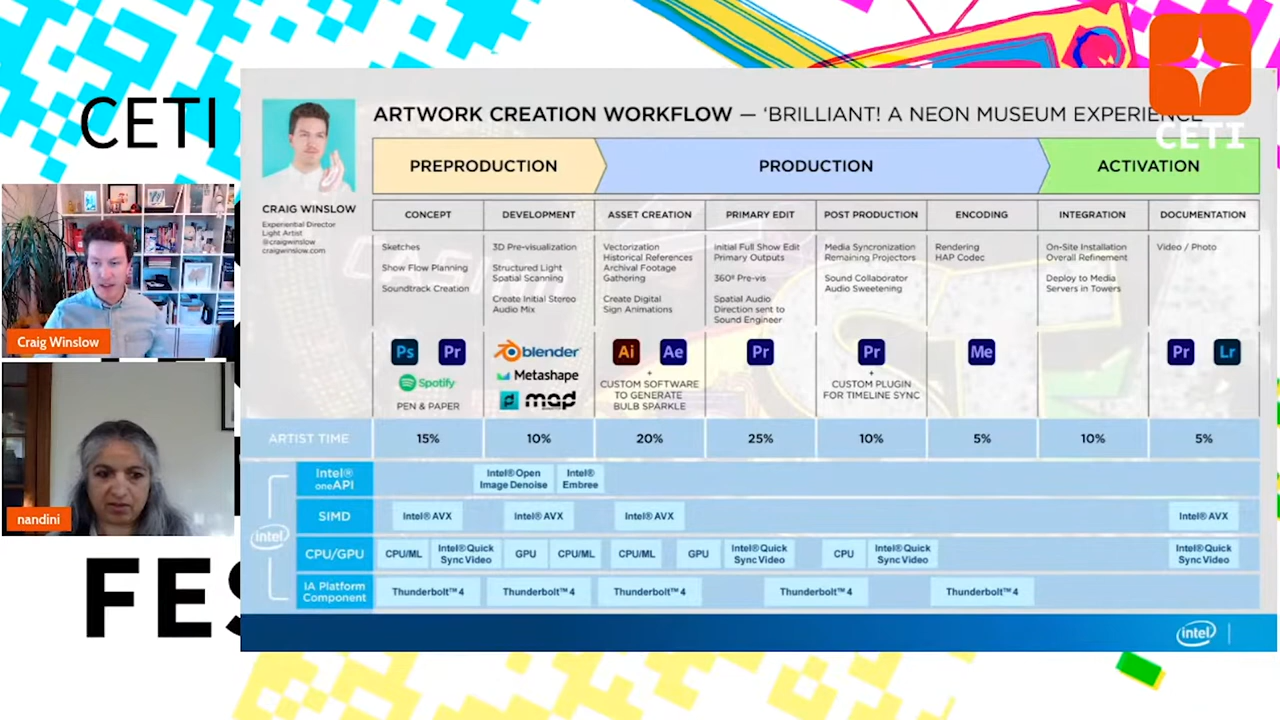 CETI
CETI
ARTWORK CREATION WORKFLOW — ‘BRILLIANT! A NEON MUSEUM EXPERIENCE
PREPRODUCTION
PRODUCTION
ACTIVATION
CRAIG WINSLOW
Experiential Director
Light Artist
@craigwinslow
craigwinslow.com
CONCEPT
DEVELOPMENT
ASSET CREATION
PRIMARY EDIT
POST PRODUCTION
ENCODING
INTEGRATION
DOCUMENTATION
Sketches
Show Flow Planning
Soundtrack Creation
3D Pre-visualization
Structured Light
Spatial Scanning
Create Initial Stereo
Audio Mix
Vectorization
Historical References
Archival Footage
Gathering
Create Digital
Sign Animations
Initial Full Show Edit
Primary Outputs
360º Pre-vis
Spatial Audio
Direction sent to
Sound Engineer
Media Syncronization
Remaining Projectors
Sound Collaborator
Audio Sweetening
Rendering
HAP Codec
On-Site Installation
Overall Refinement
Deploy to Media
Servers in Towers
Video / Photo
Ps Pr
Spotify
PEN & PAPER
blender
Metashape
map
Ai Ae
+
CUSTOM SOFTWARE
TO GENERATE
BULB SPARKLE
Pr
Pr
+
CUSTOM PLUGIN
FOR TIMELINE SYNC
Me
Pr Lr
ARTIST TIME 15% 10% 20% 25% 10% 5% 10% 5%
intel
Intel®
oneAPI
Intel® Open
Image Denoise
Intel®
Embree
SIMD
Intel® AVX
Intel® AVX
Intel® AVX
Intel® AVX
CPU/GPU
CPU/ML
Intel® Quick
Sync Video
GPU
CPU/ML
CPU/ML
GPU
Intel® Quick
Sync Video
CPU
Intel® Quick
Sync Video
Intel® Quick
Sync Video
IA Platform
Component
Thunderbolt™ 4
Thunderbolt™ 4
Thunderbolt™ 4
Thunderbolt™ 4
Thunderbolt™ 4
intel
Craig Winslow
nandini